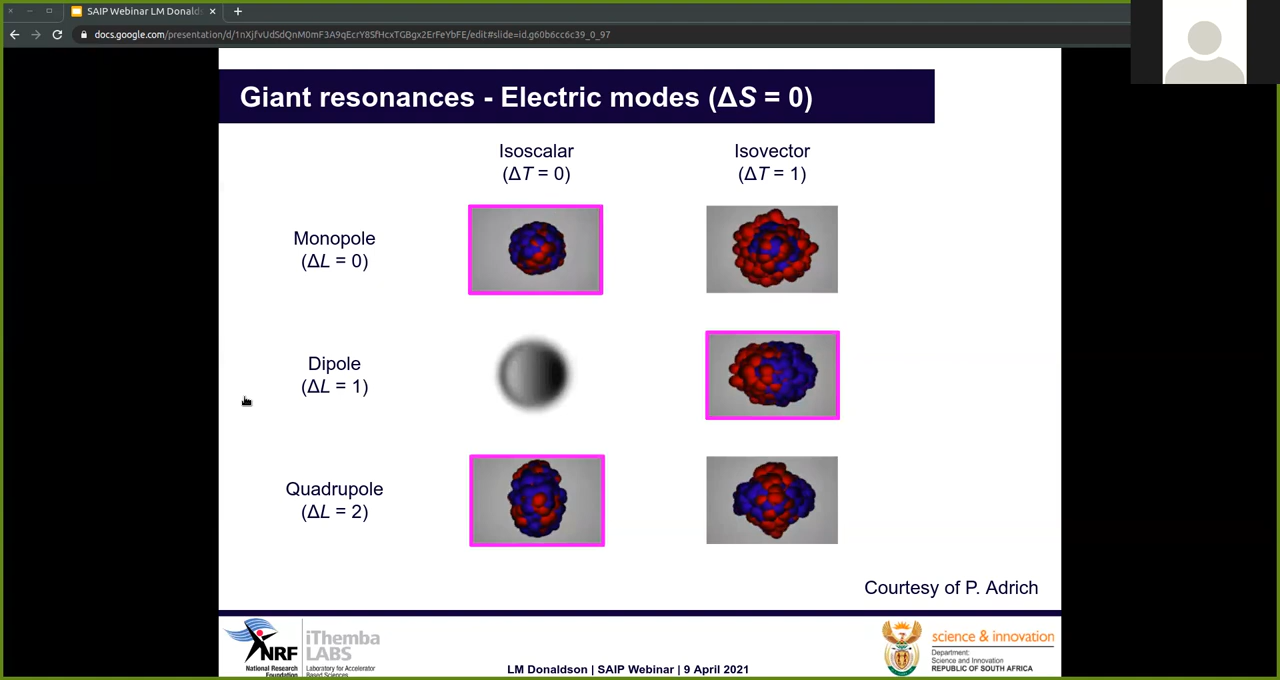 SAIP Webinar LM Donalds
docs.google.com/presentation/d/1nXjfvUdSdQnM0mF3A9qEcrY8SfHcxTGBgx2ErFeYbFE/edit#slide=id.g60b6cc6c39_0_97
Giant resonances - Electric modes (ΔS = 0)
Isoscalar
(ΔT = 0)
Isovector
(ΔT = 1)
Monopole
(ΔL = 0)
Dipole
(ΔL = 1)
Quadrupole
(ΔL = 2)
Courtesy of P. Adrich
NRF
National Research
Foundation
iThemba
LABS
Laboratory for Accelerator
Based Sciences
LM Donaldson | SAIP Webinar | 9 April 2021
science & innovation
Department:
Science and Innovation
REPUBLIC OF SOUTH AFRICA